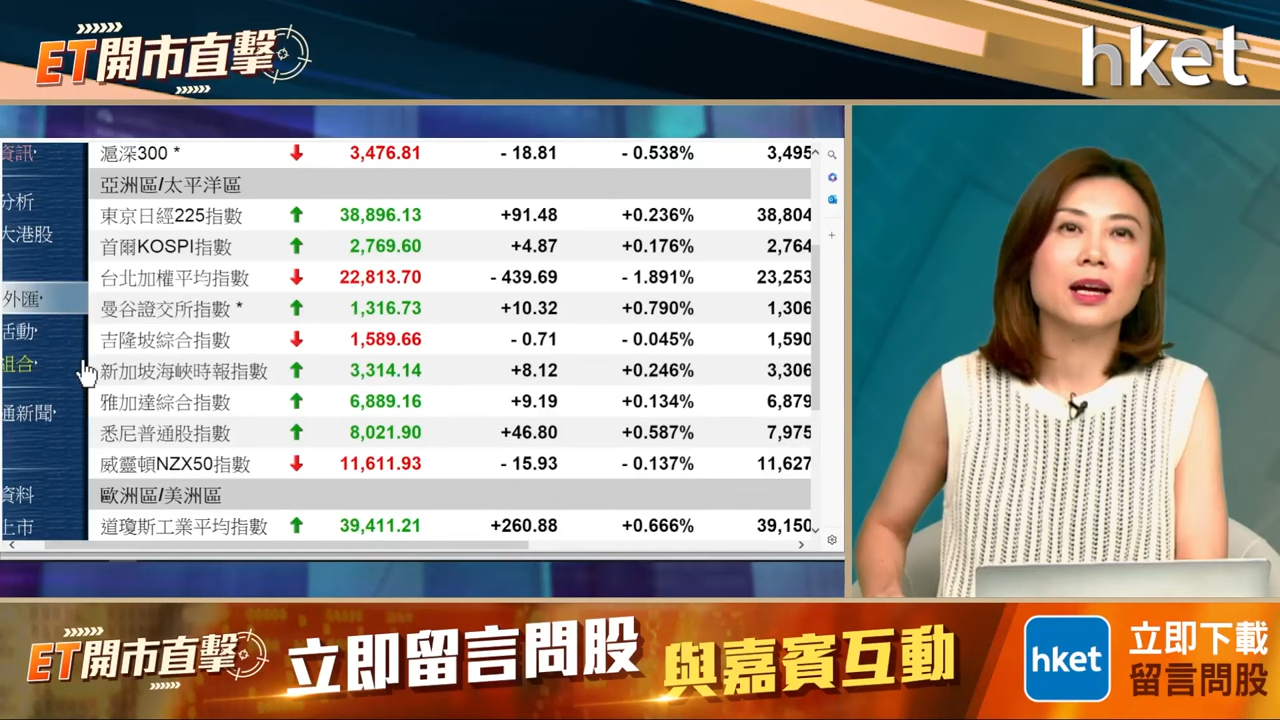 ET開市直擊
hket
資訊
滬深300 * 3,476.81 - 18.81 - 0.538% 3,495
亞洲區/太平洋區
分析
東京日經225指數 38,896.13 +91.48 +0.236% 38,804
大港股
首爾KOSPI指數 2,769.60 +4.87 +0.176% 2,764
台北加權平均指數 22,813.70 - 439.69 - 1.891% 23,253
外匯
曼谷證交所指數 * 1,316.73 +10.32 +0.790% 1,306
活動
吉隆坡綜合指數 1,589.66 - 0.71 - 0.045% 1,590
組合
新加坡海峽時報指數 3,314.14 +8.12 +0.246% 3,306
雅加達綜合指數 6,889.16 +9.19 +0.134% 6,879
通新聞
悉尼普通股指數 8,021.90 +46.80 +0.587% 7,975
威靈頓NZX50指數 11,611.93 - 15.93 - 0.137% 11,627
資料
歐洲區/美洲區
上市
道瓊斯工業平均指數 39,411.21 +260.88 +0.666% 39,150
ET開市直擊
立即留言問股
與嘉賓互動
hket
立即下載
留言問股